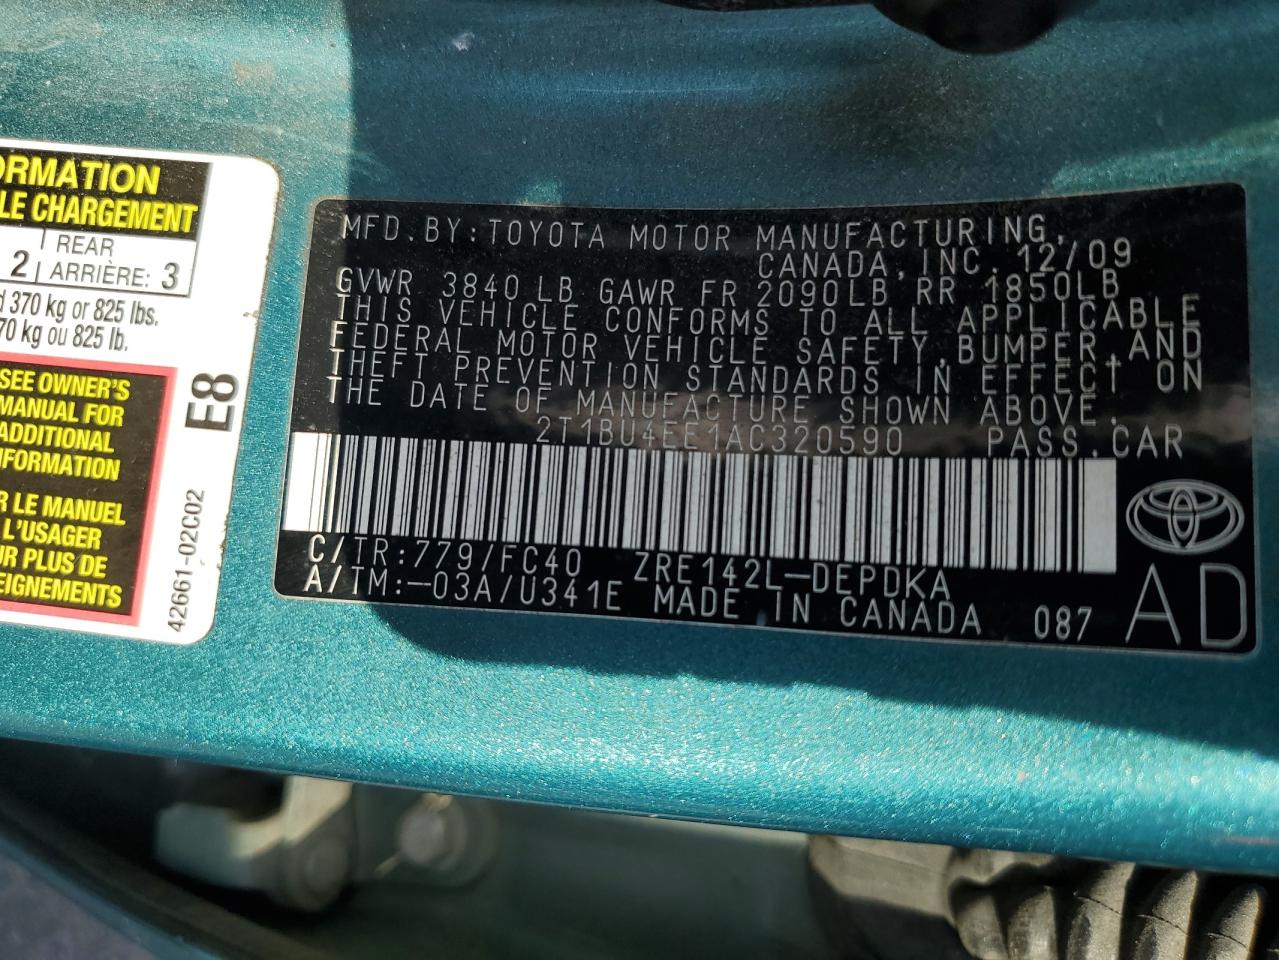 ORMATION
LE CHARGEMENT
2 REAR
ARRIÈRE: 3
370 kg or 825 lbs.
70 kg ou 825 lb.
SEE OWNER'S
MANUAL FOR
ADDITIONAL
NFORMATION
R LE MANUEL
L'USAGER
UR PLUS DE
EIGNEMENTS
E8
42661-02C02
MFD.BY:TOYOTA MOTOR MANUFACTURING,
CANADA,INC. 12/09
GVWR 3840 LB GAWR FR 2090LB RR 1850LB
THIS VEHICLE CONFORMS TO ALL APPLICABLE
FEDERAL MOTOR VEHICLE SAFETY,BUMPER,AND
THEFT PREVENTION STANDARDS IN EFFECT ON
THE DATE OF MANUFACTURE SHOWN ABOVE.
2T1BU4EE1AC320590 PASS.CAR
C/TR:779/FC40 ZRE142L-DEPDKA
A/TM:-03A/U341E MADE IN CANADA 087 AD